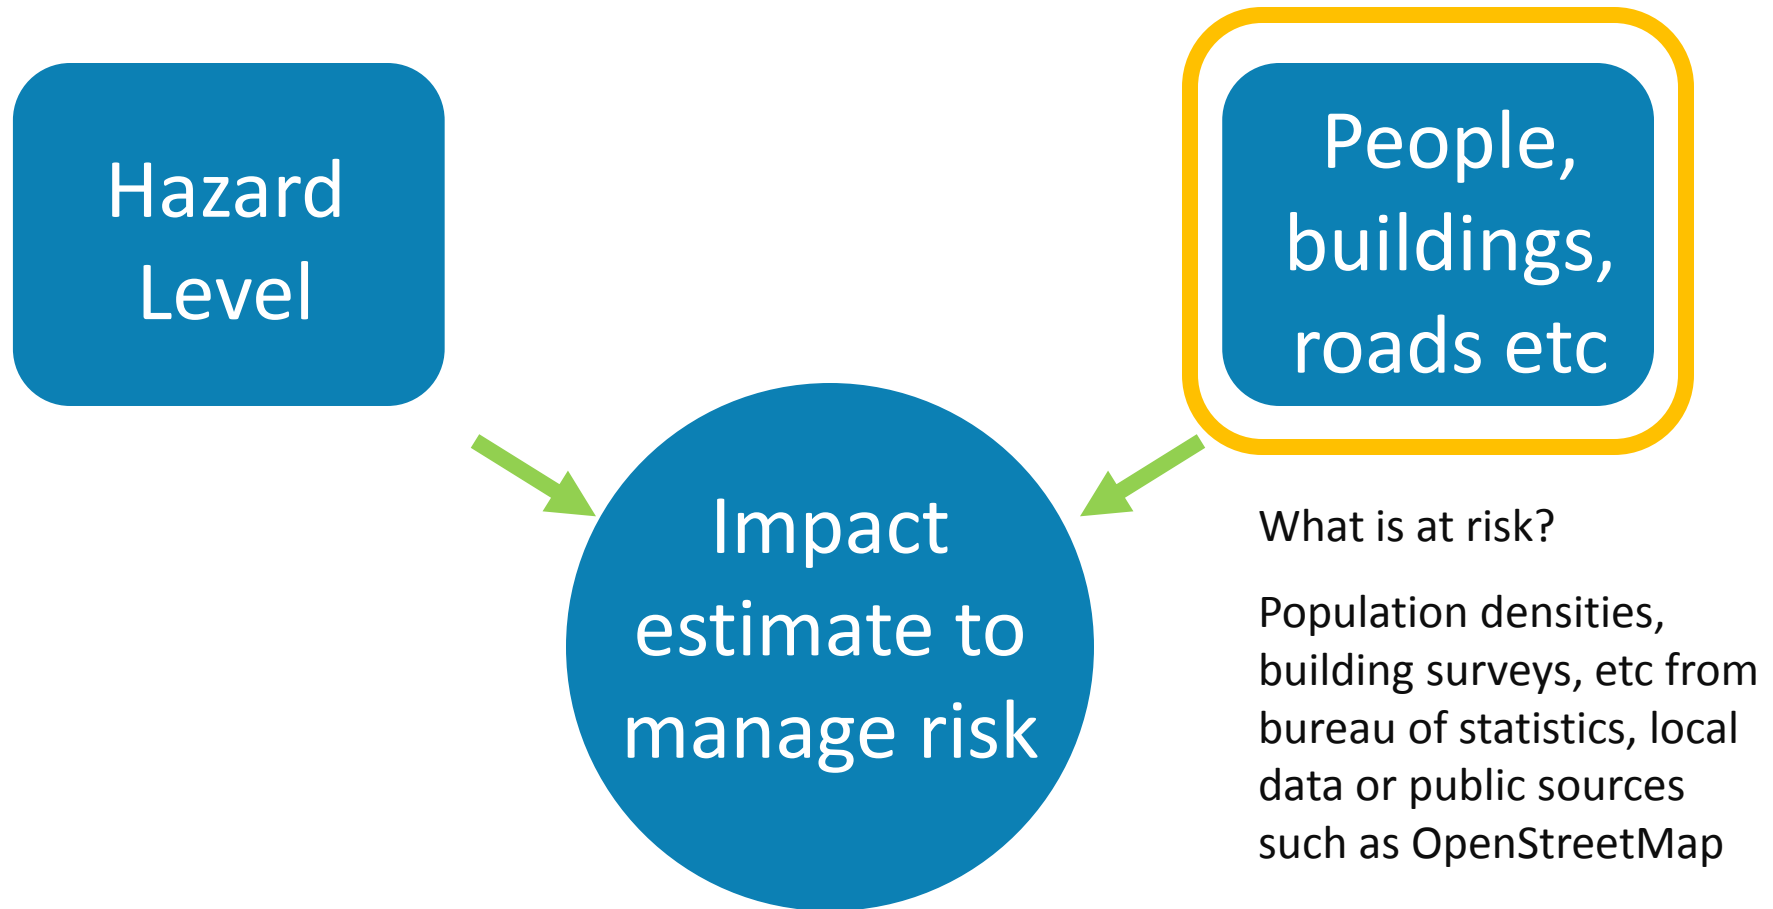 Hazard
Level
People,
buildings,
roads etc
Impact
estimate to
manage risk
What is at risk?
Population densities,
building surveys, etc from
bureau of statistics, local
data or public sources
such as OpenStreetMap